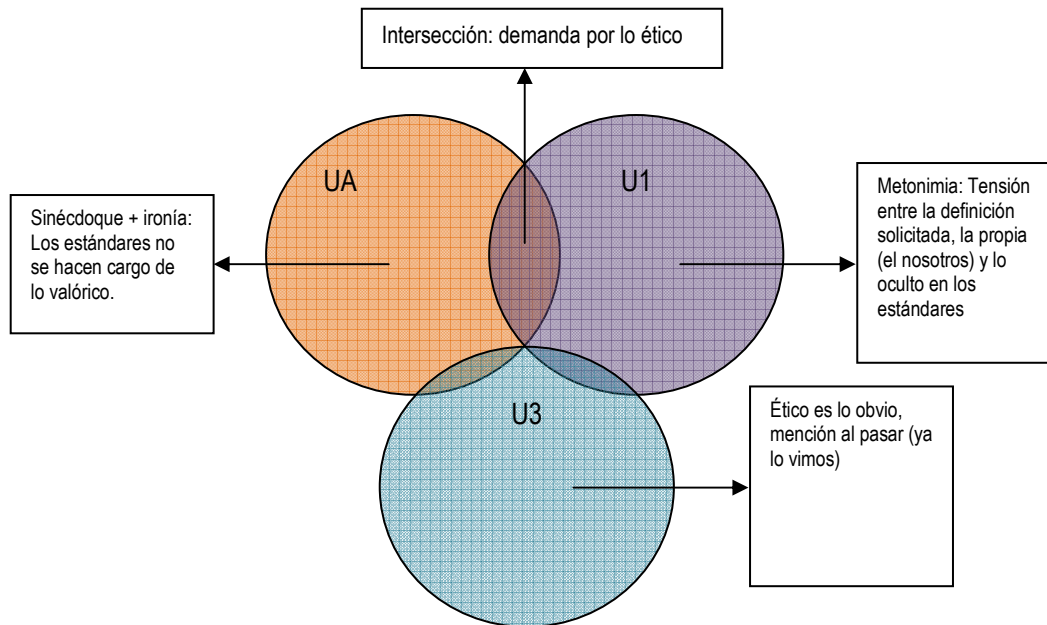 Intersección: demanda por lo ético
UA
U1
Sinécdoque + ironía:
Los estándares no
se hacen cargo de
lo valórico.
Metonimia: Tensión
entre la definición
solicitada, la propia
(el nosotros) y lo
oculto en los
estándares
U3
Ético es lo obvio,
mención al pasar (ya
lo vimos)